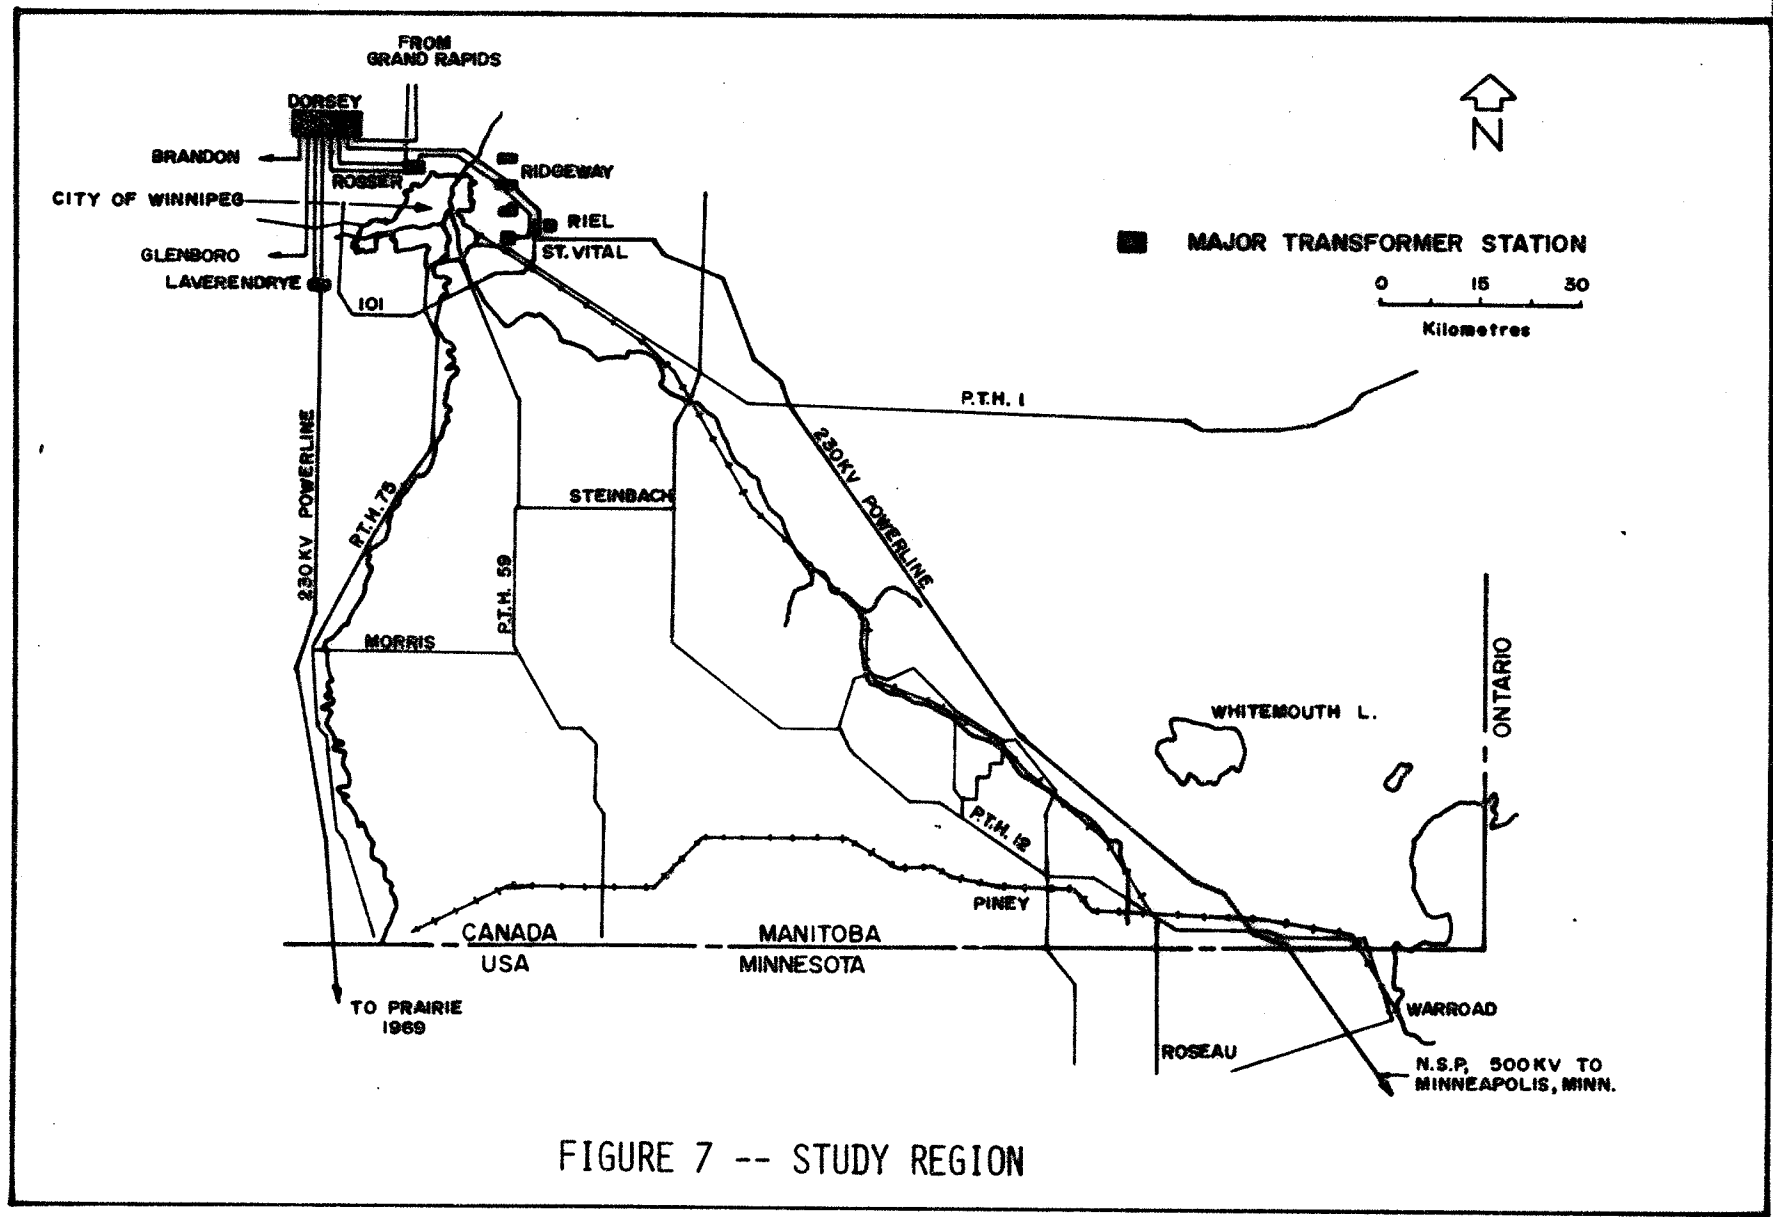 FROM
GRAND RAPIDS
DORSEY
N
BRANDON
ROSSER
RIDGEWAY
CITY OF WINNIPEG
RIEL
ST. VITAL
GLENBORO
LAVERENDRYE
101
MAJOR TRANSFORMER STATION
0 15 30
Kilometres
P.T.H. 1
230KV POWERLINE
P.T.H. 75
STEINBACH
230KV POWERLINE
P.T.H. 59
MORRIS
ONTARIO
WHITEMOUTH L.
P.T.H. 12
PINEY
CANADA
MANITOBA
USA
MINNESOTA
TO PRAIRIE
1969
WARROAD
ROSEAU
N.S.P, 500KV TO
MINNEAPOLIS, MINN.
FIGURE 7 -- STUDY REGION